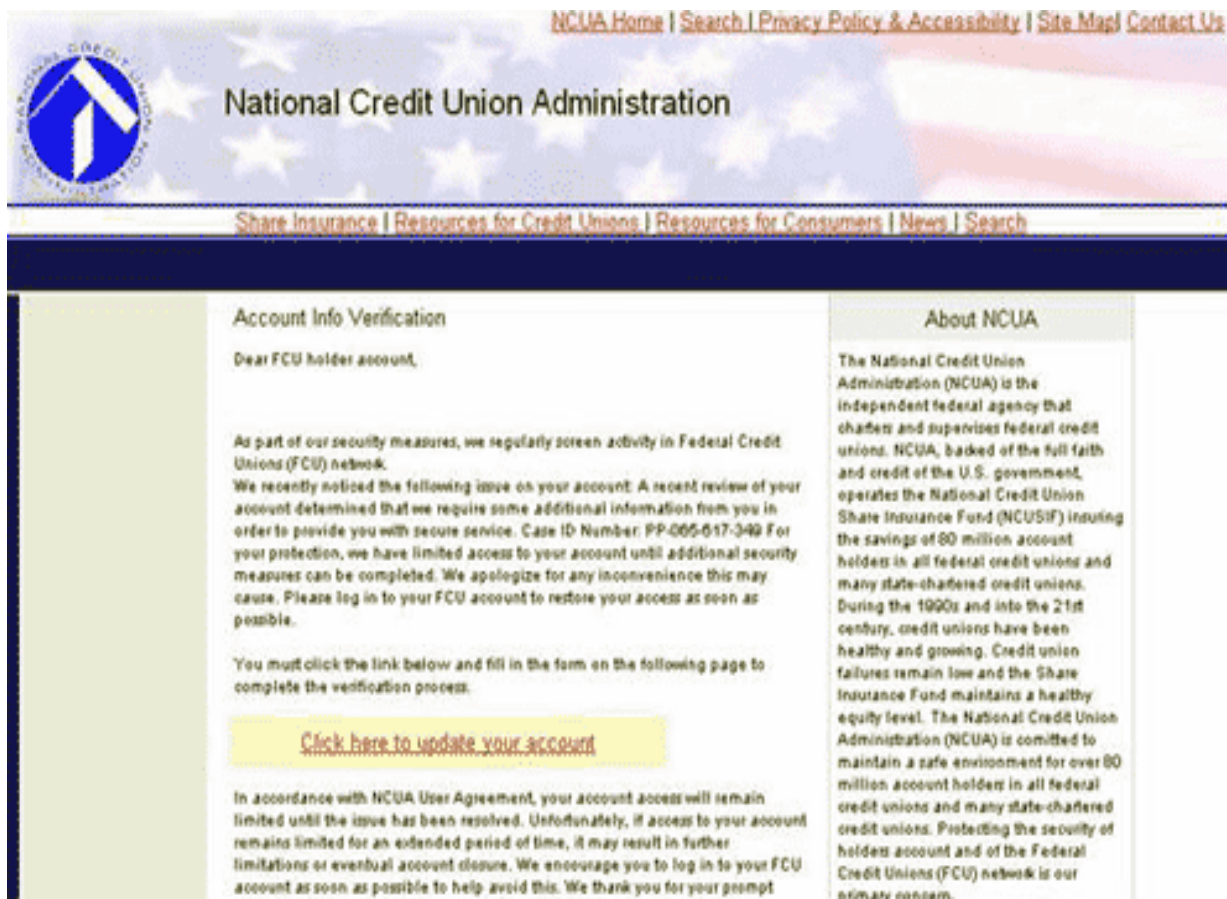 NCUA Home | Search | Privacy Policy & Accessibility | Site Map| Contact Us
NATIONAL CREDIT UNION ADMINISTRATION
National Credit Union Administration
Share Insurance | Resources for Credit Unions | Resources for Consumers | News | Search
Account Info Verification
Dear FCU holder account,
As part of our security measures, we regularly screen activity in Federal Credit
Unions (FCU) network.
We recently noticed the following issue on your account: A recent review of your
account determined that we require some additional information from you in
order to provide you with secure service. Case ID Number: PP-065-617-349 For
your protection, we have limited access to your account until additional security
measures can be completed. We apologize for any inconvenience this may
cause. Please log in to your FCU account to restore your access as soon as
possible.
You must click the link below and fill in the form on the following page to
complete the verification process.
Click here to update your account
In accordance with NCUA User Agreement, your account access will remain
limited until the issue has been resolved. Unfortunately, if access to your account
remains limited for an extended period of time, it may result in further
limitations or eventual account closure. We encourage you to log in to your FCU
account as soon as possible to help avoid this. We thank you for your prompt
About NCUA
The National Credit Union
Administration (NCUA) is the
independent federal agency that
charters and supervises federal credit
unions. NCUA, backed of the full faith
and credit of the U.S. government,
operates the National Credit Union
Share Insurance Fund (NCUSIF) insuring
the savings of 80 million account
holders in all federal credit unions and
many state-chartered credit unions.
During the 1990s and into the 21st
century, credit unions have been
healthy and growing. Credit union
failures remain low and the Share
Insurance Fund maintains a healthy
equity level. The National Credit Union
Administration (NCUA) is comitted to
maintain a safe environment for over 80
million account holders in all federal
credit unions and many state-chartered
credit unions. Protecting the security of
holders account and of the Federal
Credit Unions (FCU) network is our
primary concern.